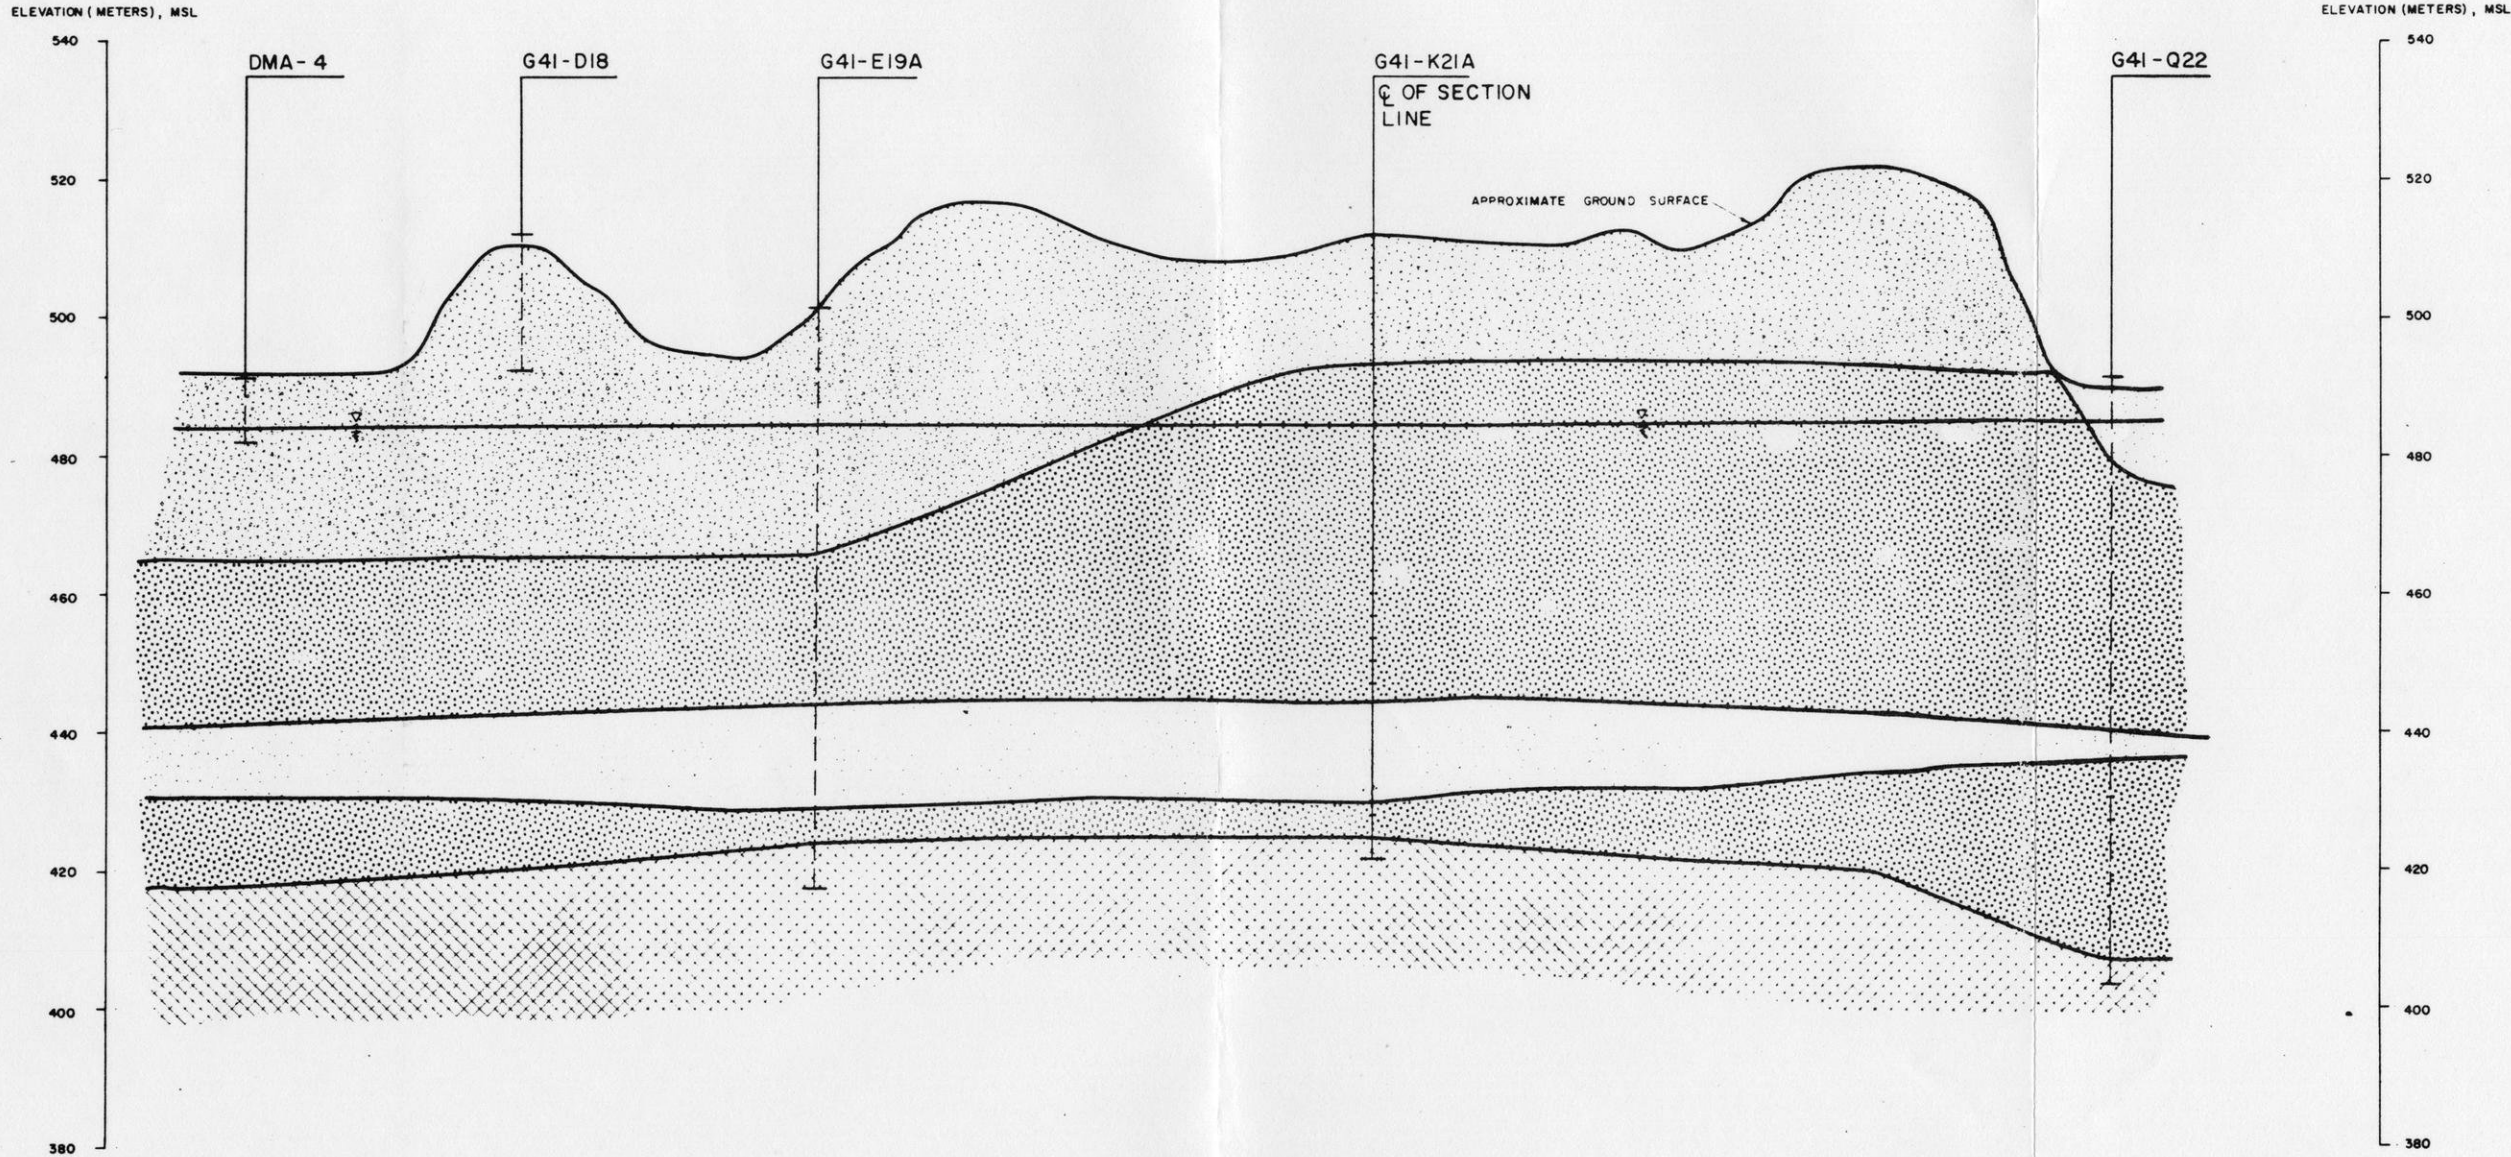 ELEVATION (METERS), MSL
ELEVATION (METERS), MSL
540
540
DMA-4
G41-D18
G41-E19A
G41-K21A
G41-Q22
℄ OF SECTION
LINE
520
520
APPROXIMATE GROUND SURFACE
500
500
480
480
460
460
440
440
420
420
400
400
380
380